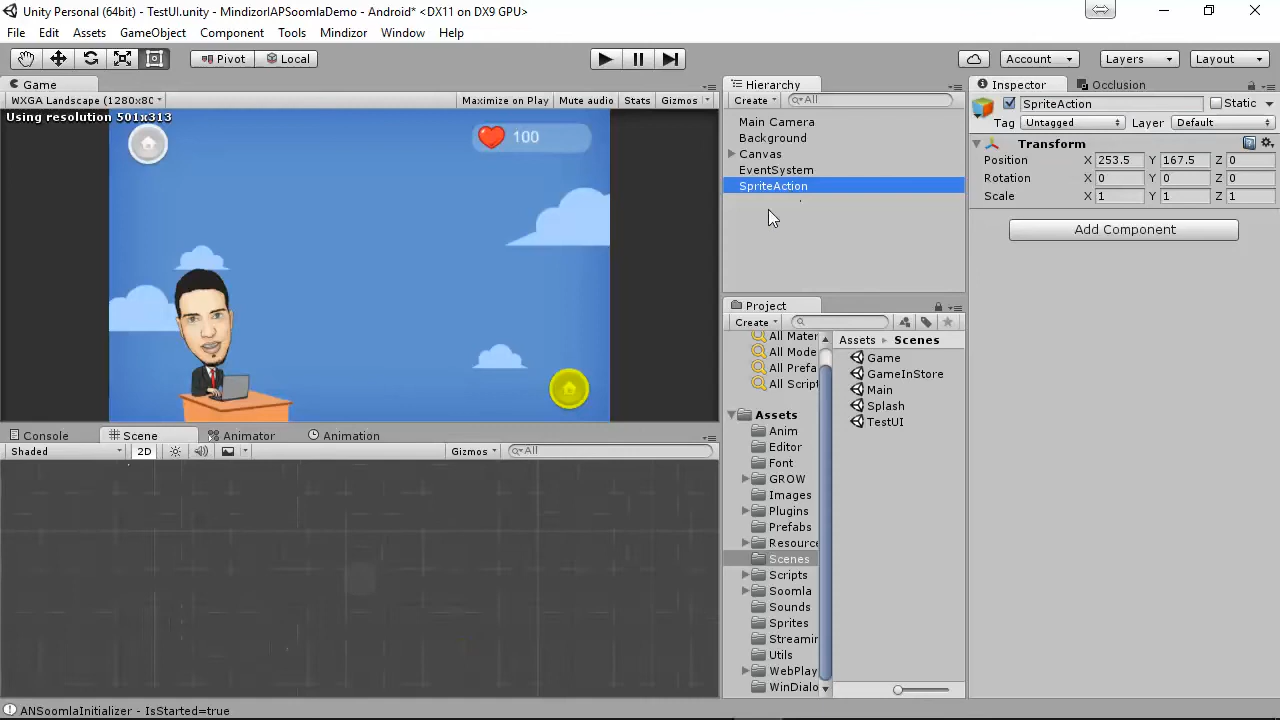 Unity Personal (64bit) - TestUI.unity - MindizorIAPSoomlaDemo - Android* <DX11 on DX9 GPU>
File Edit Assets GameObject Component Tools Mindizor Window Help
Pivot Local Account Layers Layout
Game
WXGA Landscape (1280x80 Maximize on Play Mute audio Stats Gizmos
Using resolution 501x313
100
Console Scene Animator Animation
Shaded 2D Gizmos All
Hierarchy
Create All
Main Camera
Background
Canvas
EventSystem
SpriteAction
Project
Create
All Mater
All Mode
All Prefa
All Script
Assets
Anim
Editor
Font
GROW
Images
Plugins
Prefabs
Resource
Scenes
Scripts
Soomla
Sounds
Sprites
Streamin
Utils
WebPlay
WinDialo
Assets Scenes
Game
GameInStore
Main
Splash
TestUI
Inspector Occlusion
SpriteAction Static
Tag Untagged Layer Default
Transform
Position X 253.5 Y 167.5 Z 0
Rotation X 0 Y 0 Z 0
Scale X 1 Y 1 Z 1
Add Component
ANSoomlaInitializer - IsStarted=true